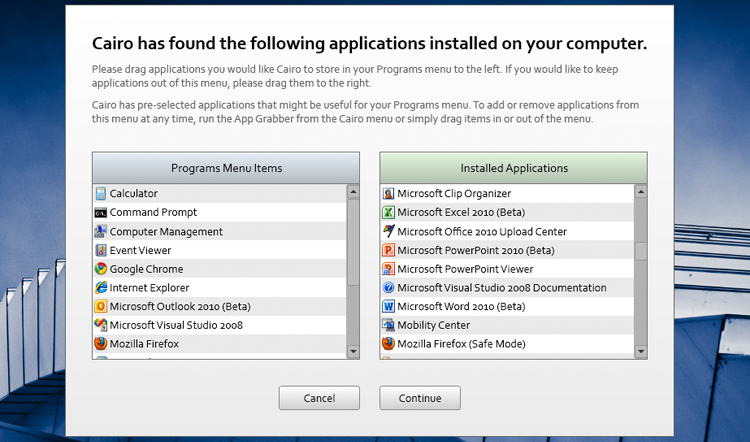 Cairo has found the following applications installed on your computer.
Please drag applications you would like Cairo to store in your Programs menu to the left. If you would like to keep
applications out of this menu, please drag them to the right.
Cairo has pre-selected applications that might be useful for your Programs menu. To add or remove applications from
this menu at any time, run the App Grabber from the Cairo menu or simply drag items in or out of the menu.
Programs Menu Items
Calculator
Command Prompt
Computer Management
Event Viewer
Google Chrome
Internet Explorer
Microsoft Outlook 2010 (Beta)
Microsoft Visual Studio 2008
Mozilla Firefox
Installed Applications
Microsoft Clip Organizer
Microsoft Excel 2010 (Beta)
Microsoft Office 2010 Upload Center
Microsoft PowerPoint 2010 (Beta)
Microsoft PowerPoint Viewer
Microsoft Visual Studio 2008 Documentation
Microsoft Word 2010 (Beta)
Mobility Center
Mozilla Firefox (Safe Mode)
Cancel
Continue